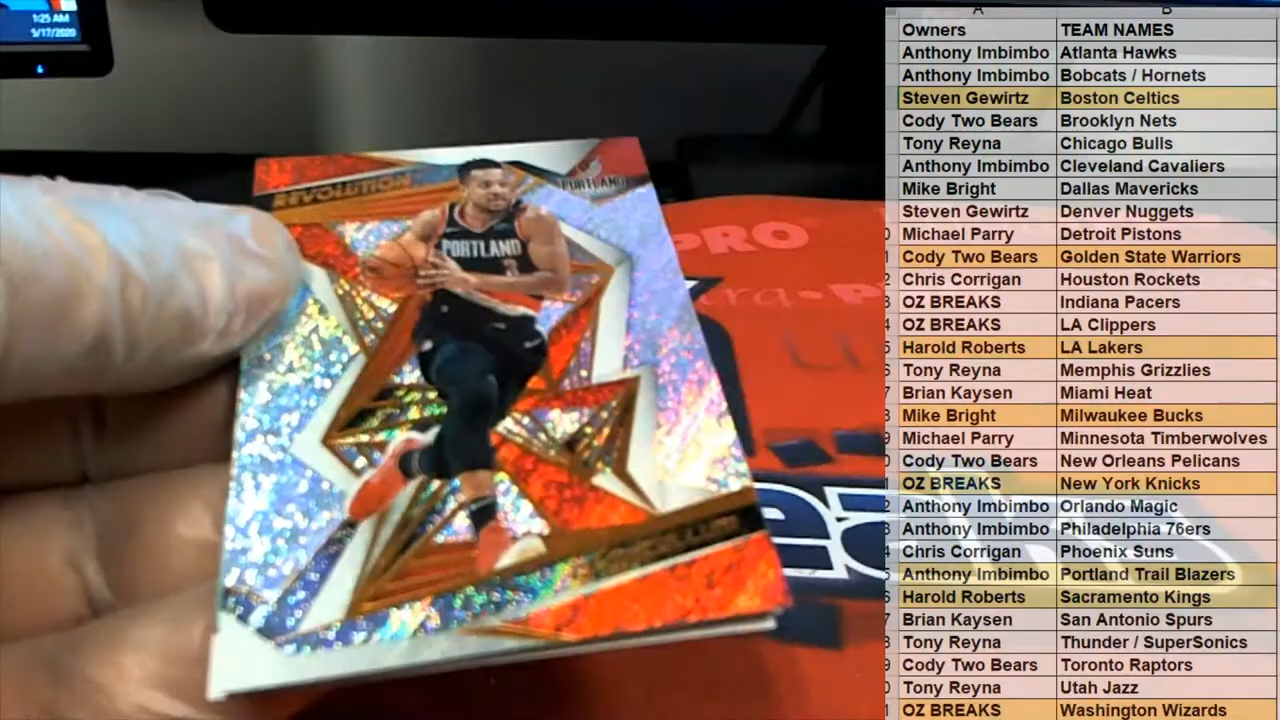 1:25 AM
5/17/2020
REVOLUTION
PORTLAND
PORTLAND
3
PRO
A B
Owners TEAM NAMES
Anthony Imbimbo Atlanta Hawks
Anthony Imbimbo Bobcats / Hornets
Steven Gewirtz Boston Celtics
Cody Two Bears Brooklyn Nets
Tony Reyna Chicago Bulls
Anthony Imbimbo Cleveland Cavaliers
Mike Bright Dallas Mavericks
Steven Gewirtz Denver Nuggets
Michael Parry Detroit Pistons
Cody Two Bears Golden State Warriors
Chris Corrigan Houston Rockets
OZ BREAKS Indiana Pacers
OZ BREAKS LA Clippers
Harold Roberts LA Lakers
Tony Reyna Memphis Grizzlies
Brian Kaysen Miami Heat
Mike Bright Milwaukee Bucks
Michael Parry Minnesota Timberwolves
Cody Two Bears New Orleans Pelicans
OZ BREAKS New York Knicks
Anthony Imbimbo Orlando Magic
Anthony Imbimbo Philadelphia 76ers
Chris Corrigan Phoenix Suns
Anthony Imbimbo Portland Trail Blazers
Harold Roberts Sacramento Kings
Brian Kaysen San Antonio Spurs
Tony Reyna Thunder / SuperSonics
Cody Two Bears Toronto Raptors
Tony Reyna Utah Jazz
OZ BREAKS Washington Wizards